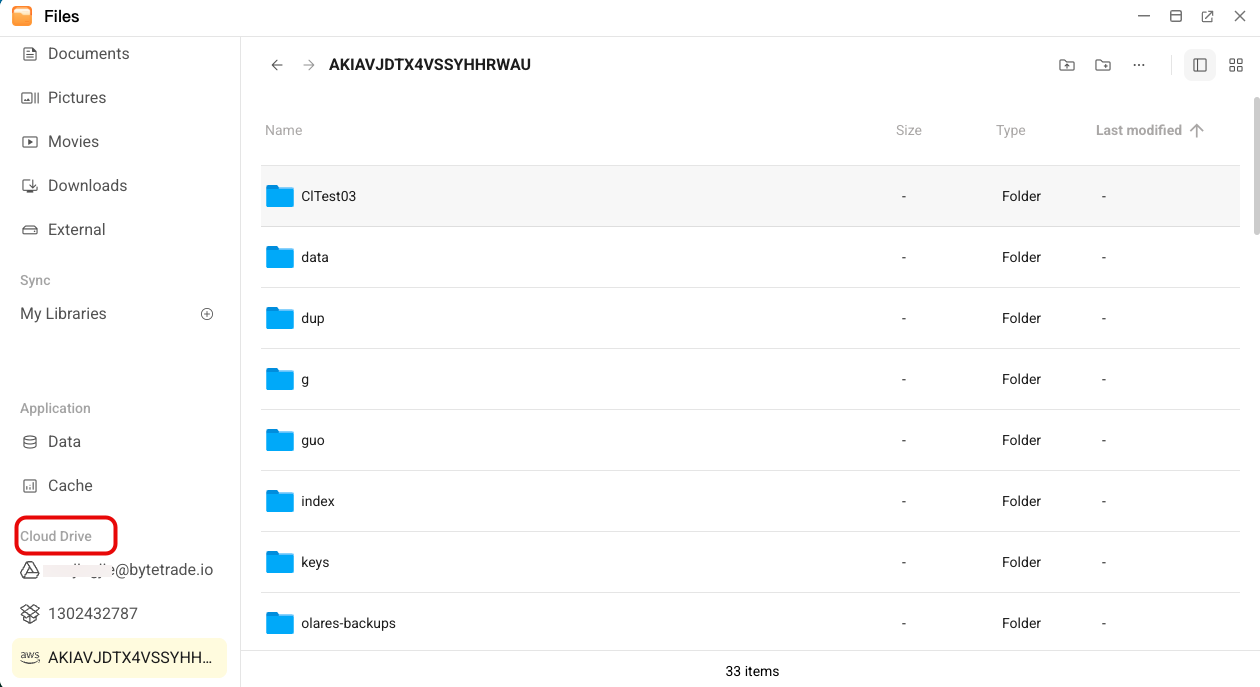 Files
Documents
Pictures
Movies
Downloads
External
Sync
My Libraries
Application
Data
Cache
Cloud Drive
@bytetrade.io
1302432787
aws AKIAVJDTX4VSSYHH...
AKIAVJDTX4VSSYHHRWAU
Name Size Type Last modified
ClTest03 - Folder -
data - Folder -
dup - Folder -
g - Folder -
guo - Folder -
index - Folder -
keys - Folder -
olares-backups - Folder -
33 items